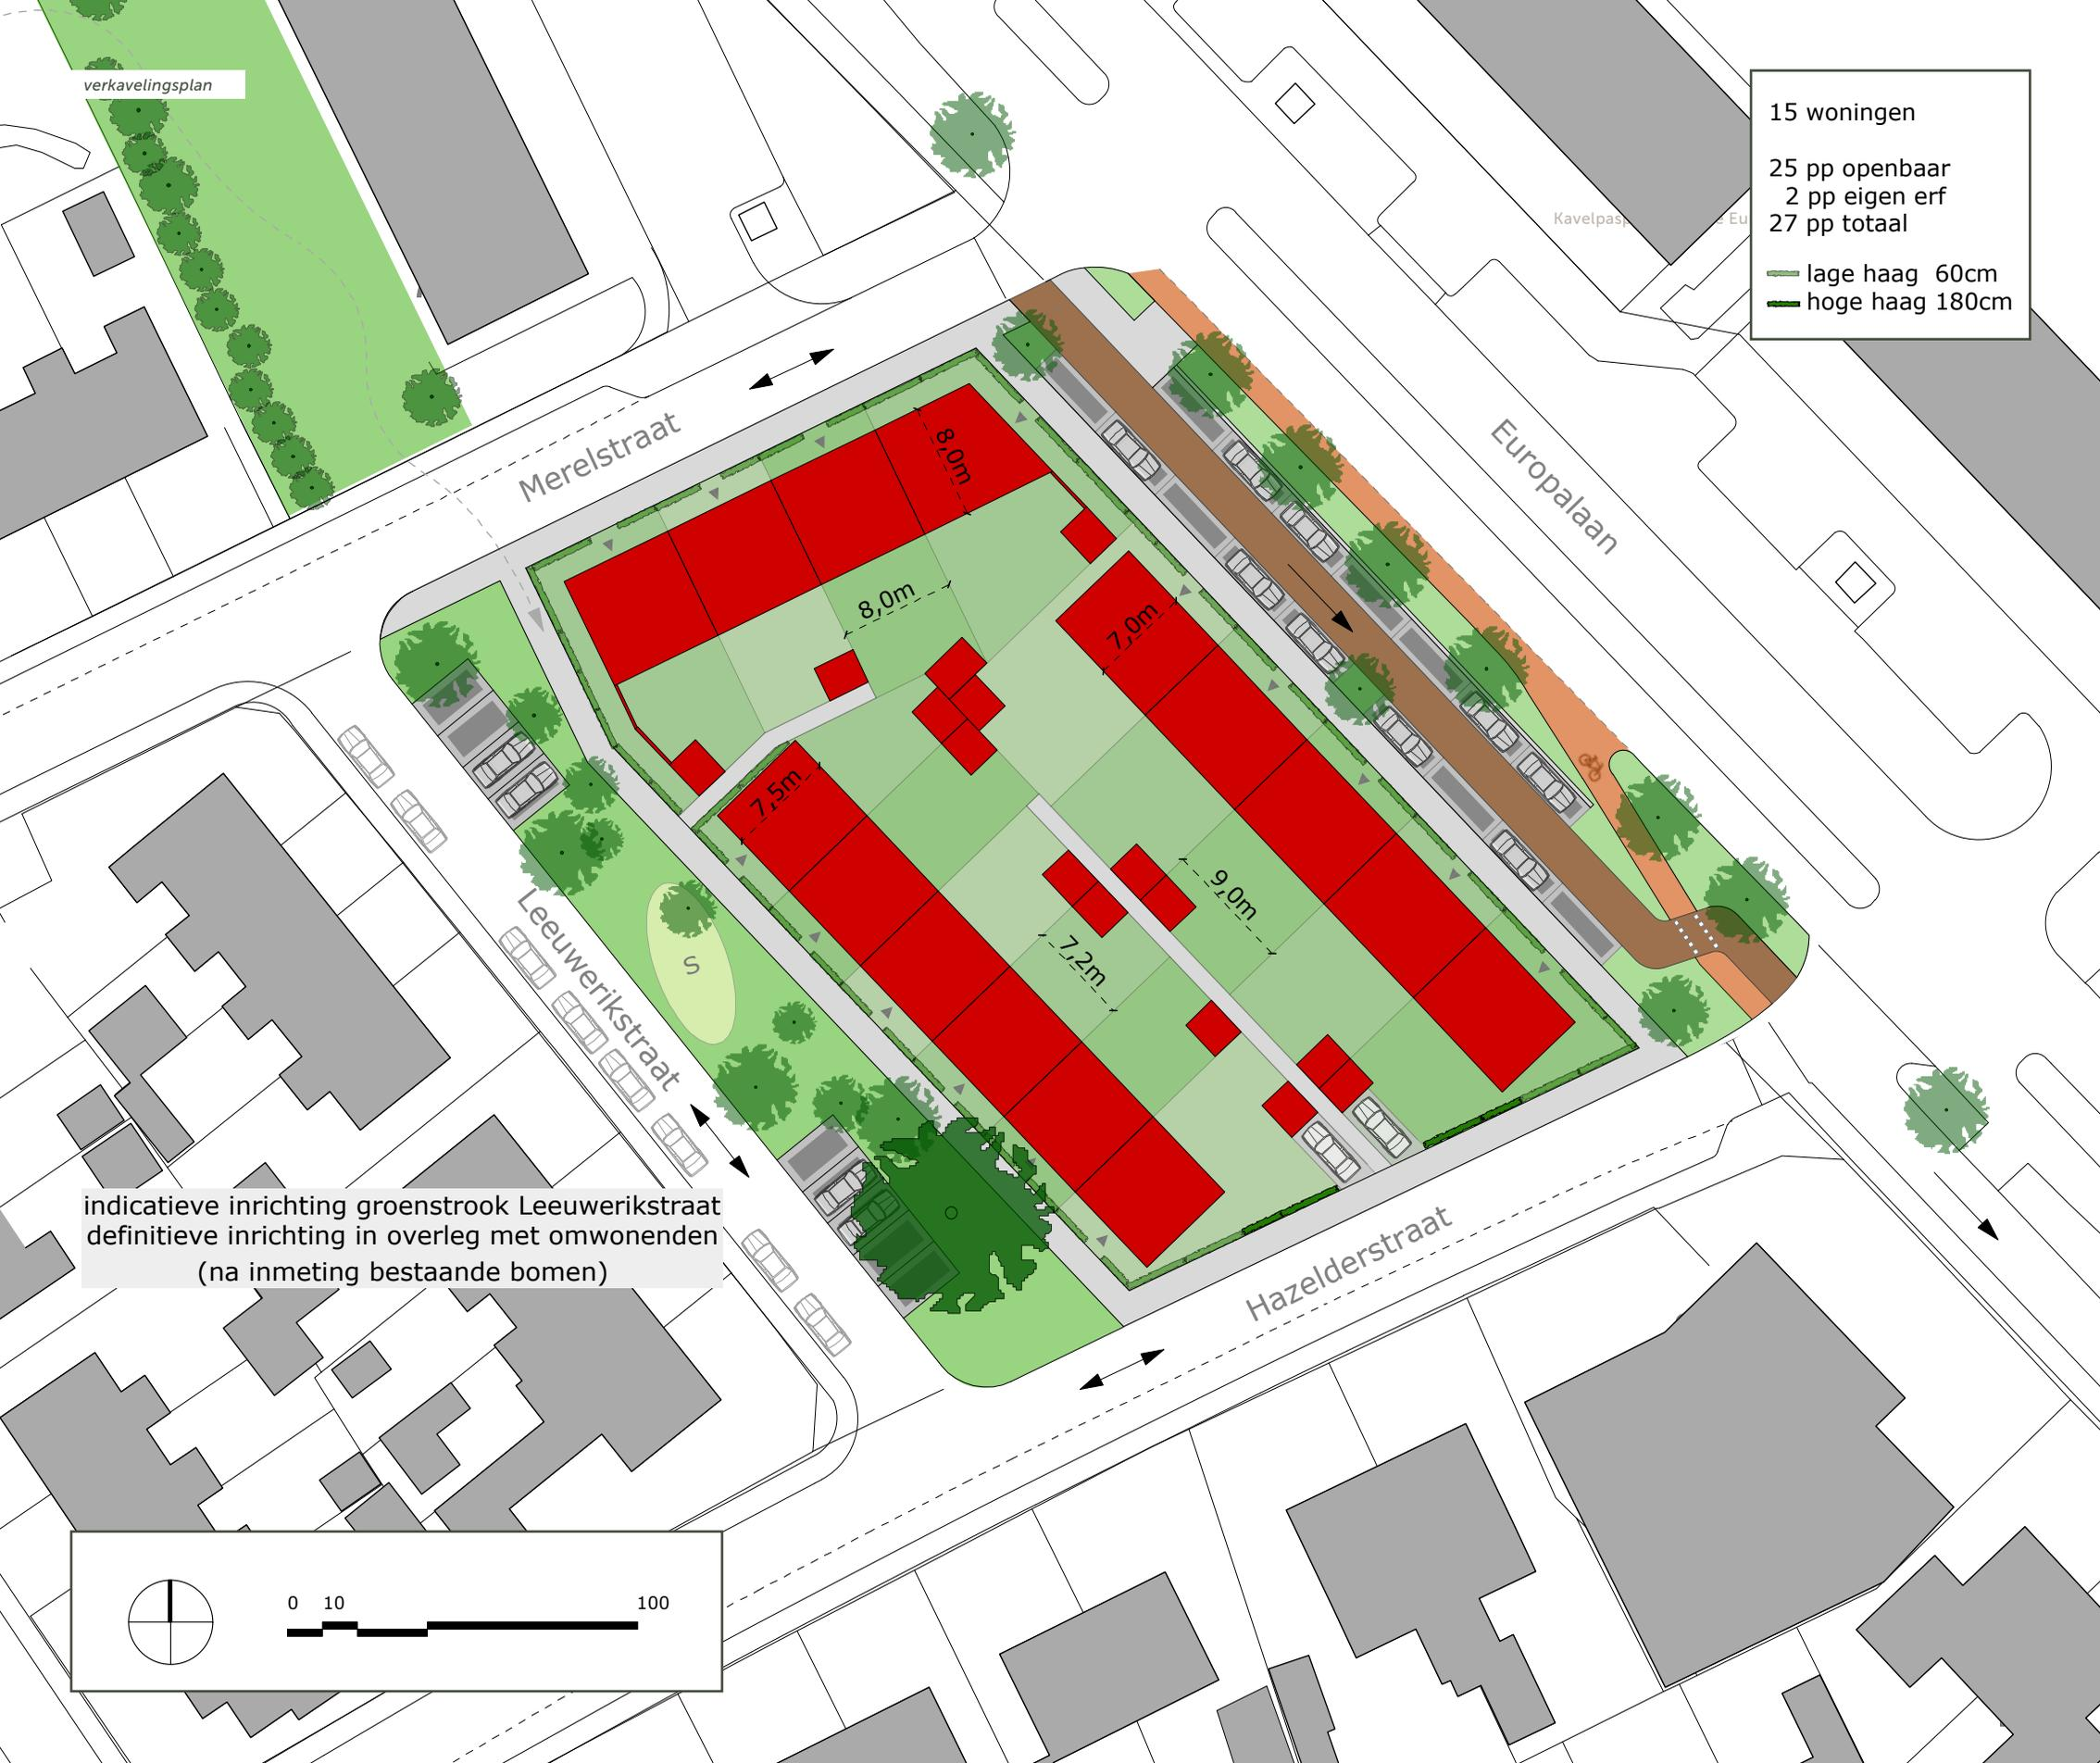 verkavelingsplan
15 woningen
25 pp openbaar
2 pp eigen erf
27 pp totaal
lage haag 60cm
hoge haag 180cm
Merelstraat
Europalaan
8,0m
8,0m
7,0m
7,5m
9,0m
7,2m
S
Leeuwerikstraat
Hazelderstraat
indicatieve inrichting groenstrook Leeuwerikstraat
definitieve inrichting in overleg met omwonenden
(na inmeting bestaande bomen)
0 10 100